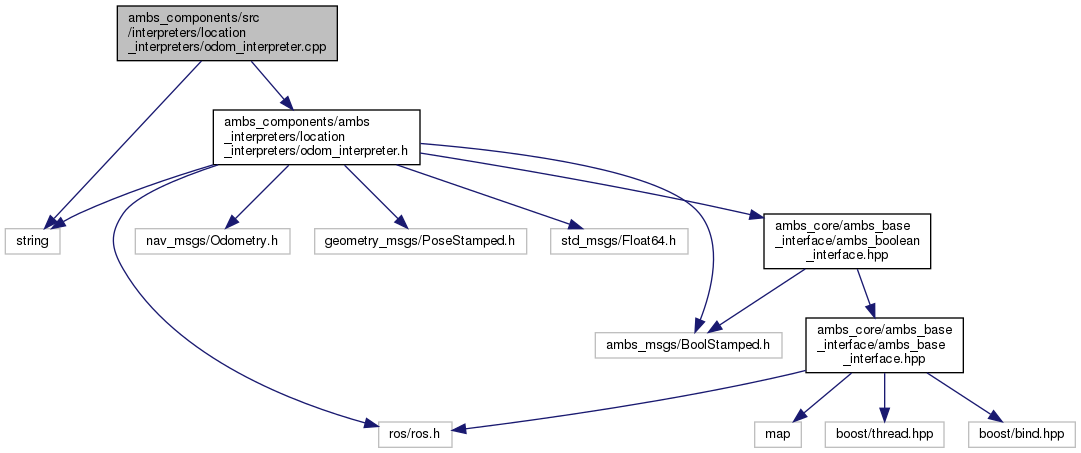 ambs_components/src
/interpreters/location
_interpreters/odom_interpreter.cpp
ambs_components/ambs
_interpreters/location
_interpreters/odom_interpreter.h
string
nav_msgs/Odometry.h
geometry_msgs/PoseStamped.h
std_msgs/Float64.h
ambs_core/ambs_base
_interface/ambs_boolean
_interface.hpp
ambs_msgs/BoolStamped.h
ambs_core/ambs_base
_interface/ambs_base
_interface.hpp
ros/ros.h
map
boost/thread.hpp
boost/bind.hpp